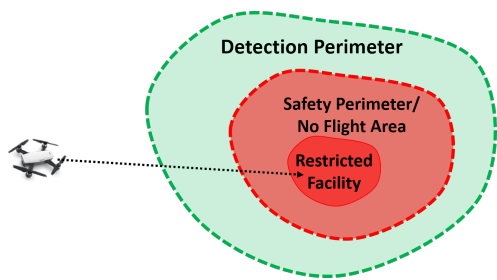 Detection Perimeter
Safety Perimeter/
No Flight Area
Restricted
Facility